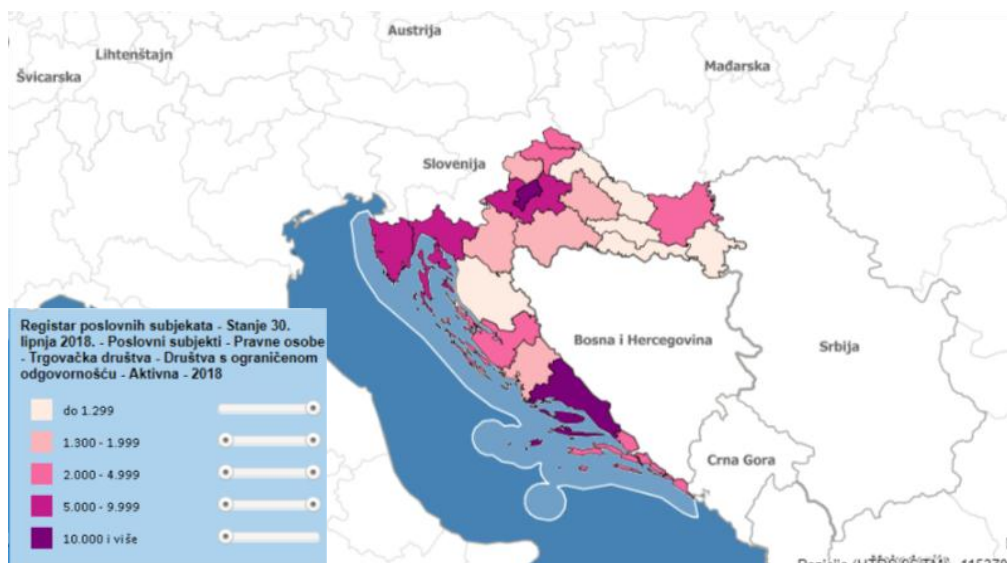 Austrija
Lihtenštajn
Švicarska
Mađarska
Slovenija
Bosna i Hercegovina
Srbija
Crna Gora
Registar poslovnih subjekata - Stanje 30.
lipnja 2018. - Poslovni subjekti - Pravne osobe
- Trgovačka društva - Društva s ograničenom
odgovornošću - Aktivna - 2018
do 1.299
1.300 - 1.999
2.000 - 4.999
5.000 - 9.999
10.000 i više